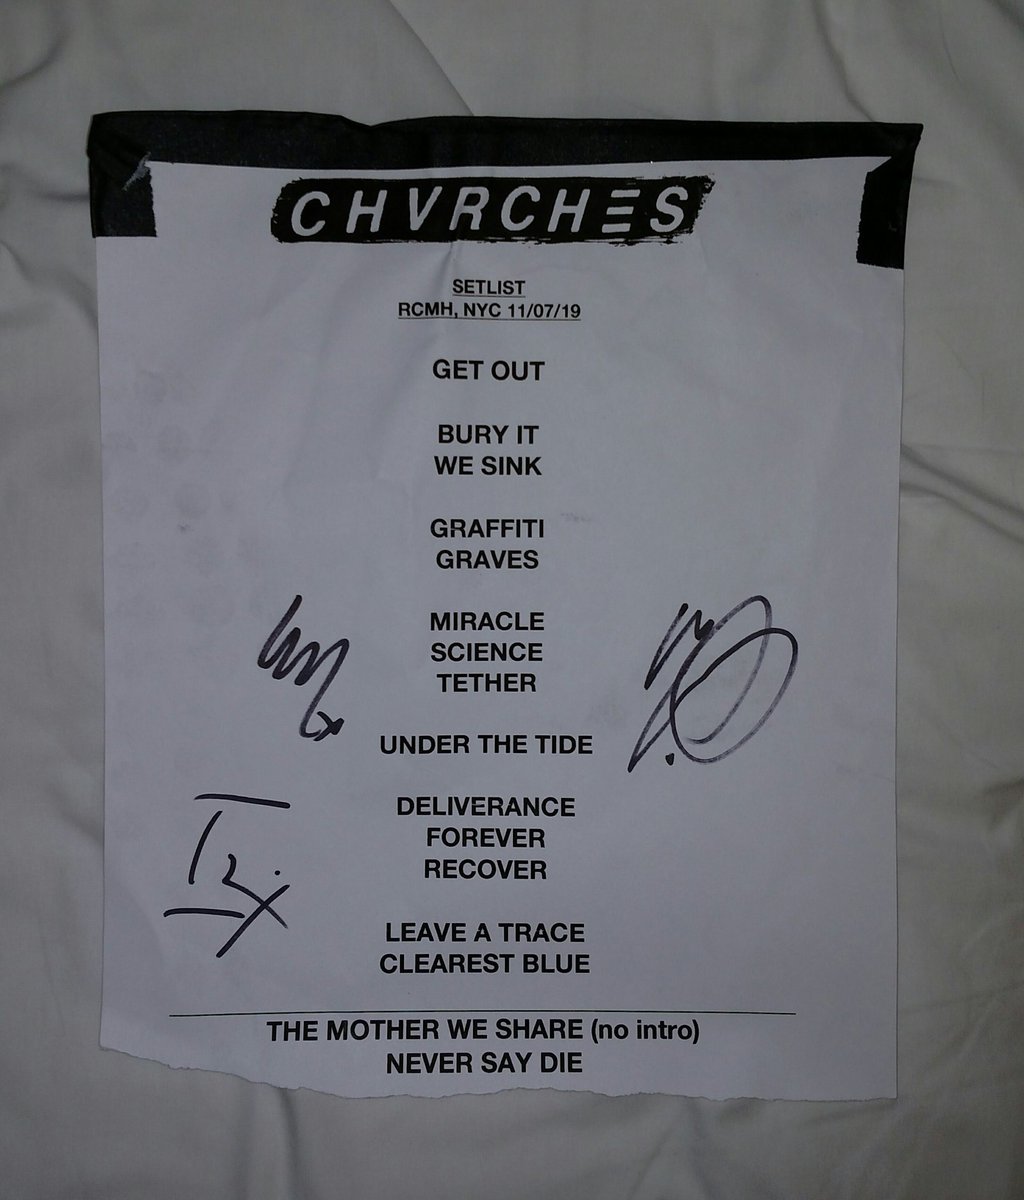 CHVRCHES
SETLIST
RCMH, NYC 11/07/19
GET OUT
BURY IT
WE SINK
GRAFFITI
GRAVES
MIRACLE
SCIENCE
TETHER
UNDER THE TIDE
DELIVERANCE
FOREVER
RECOVER
LEAVE A TRACE
CLEAREST BLUE
THE MOTHER WE SHARE (no intro)
NEVER SAY DIE